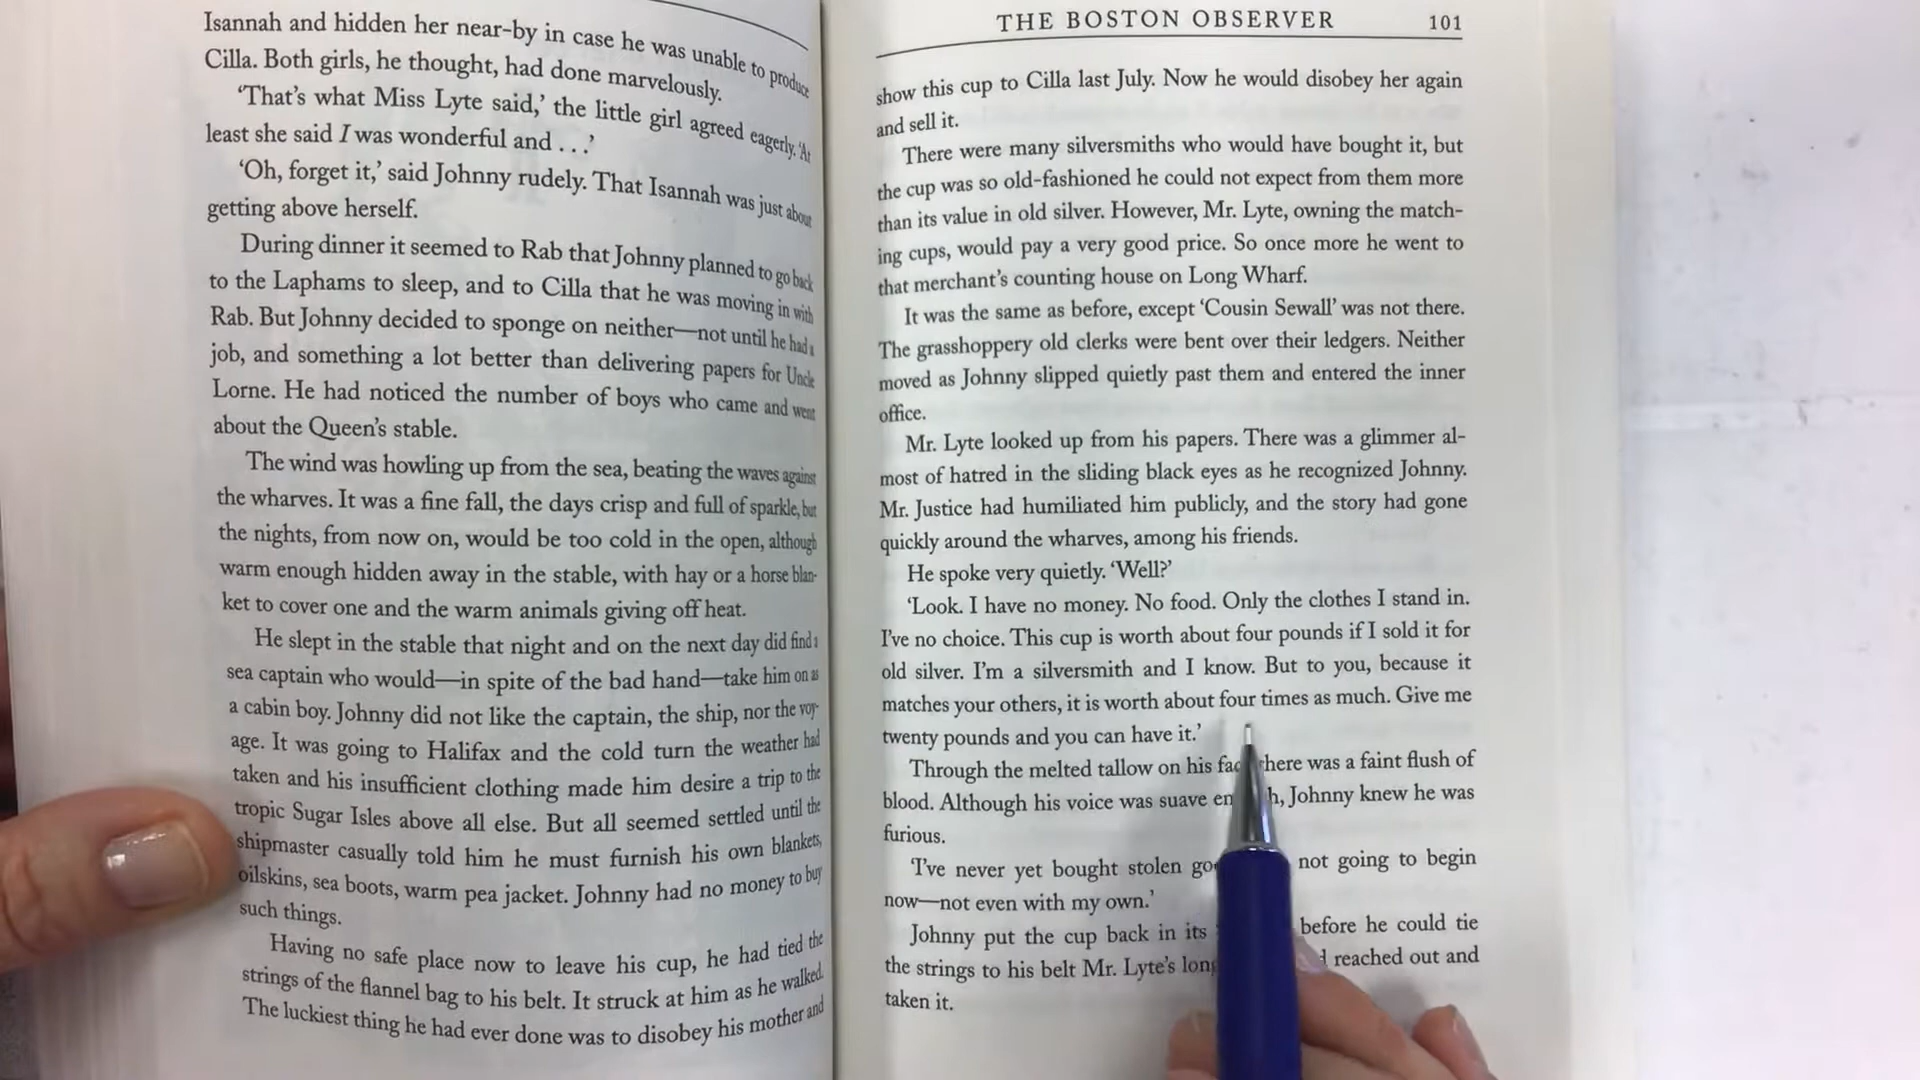 Isannah and hidden her near-by in case he was unable to produce
Cilla. Both girls, he thought, had done marvelously.
‘That’s what Miss Lyte said,’ the little girl agreed eagerly. ‘At
least she said I was wonderful and . . .’
‘Oh, forget it,’ said Johnny rudely. That Isannah was just about
getting above herself.
During dinner it seemed to Rab that Johnny planned to go back
to the Laphams to sleep, and to Cilla that he was moving in with
Rab. But Johnny decided to sponge on neither—not until he had a
job, and something a lot better than delivering papers for Uncle
Lorne. He had noticed the number of boys who came and went
about the Queen’s stable.
The wind was howling up from the sea, beating the waves against
the wharves. It was a fine fall, the days crisp and full of sparkle, but
the nights, from now on, would be too cold in the open, although
warm enough hidden away in the stable, with hay or a horse blan-
ket to cover one and the warm animals giving off heat.
He slept in the stable that night and on the next day did find a
sea captain who would—in spite of the bad hand—take him on as
a cabin boy. Johnny did not like the captain, the ship, nor the voy-
age. It was going to Halifax and the cold turn the weather had
taken and his insufficient clothing made him desire a trip to the
tropic Sugar Isles above all else. But all seemed settled until the
shipmaster casually told him he must furnish his own blankets,
oilskins, sea boots, warm pea jacket. Johnny had no money to buy
such things.
Having no safe place now to leave his cup, he had tied the
strings of the flannel bag to his belt. It struck at him as he walked.
The luckiest thing he had ever done was to disobey his mother and
THE BOSTON OBSERVER 101
show this cup to Cilla last July. Now he would disobey her again
and sell it.
There were many silversmiths who would have bought it, but
the cup was so old-fashioned he could not expect from them more
than its value in old silver. However, Mr. Lyte, owning the match-
ing cups, would pay a very good price. So once more he went to
that merchant’s counting house on Long Wharf.
It was the same as before, except ‘Cousin Sewall’ was not there.
The grasshoppery old clerks were bent over their ledgers. Neither
moved as Johnny slipped quietly past them and entered the inner
office.
Mr. Lyte looked up from his papers. There was a glimmer al-
most of hatred in the sliding black eyes as he recognized Johnny.
Mr. Justice had humiliated him publicly, and the story had gone
quickly around the wharves, among his friends.
He spoke very quietly. ‘Well?’
‘Look. I have no money. No food. Only the clothes I stand in.
I’ve no choice. This cup is worth about four pounds if I sold it for
old silver. I’m a silversmith and I know. But to you, because it
matches your others, it is worth about four times as much. Give me
twenty pounds and you can have it.’
Through the melted tallow on his fac here was a faint flush of
blood. Although his voice was suave en h, Johnny knew he was
furious.
‘I’ve never yet bought stolen go not going to begin
now—not even with my own.’
Johnny put the cup back in its before he could tie
the strings to his belt Mr. Lyte’s long reached out and
taken it.